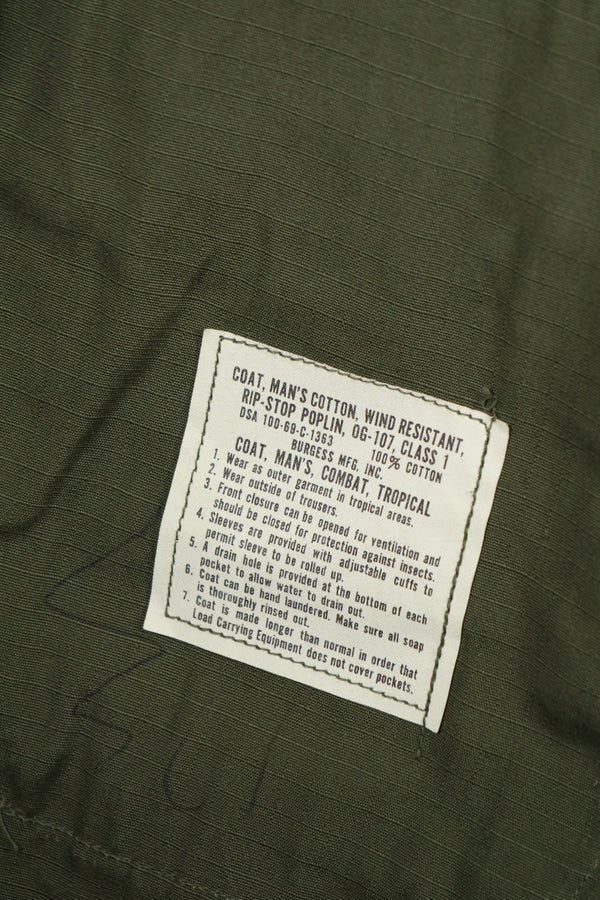 COAT, MAN'S COTTON, WIND RESISTANT,
RIP-STOP POPLIN, OG-107, CLASS 1
DSA 100-69-C-1363 100% COTTON
BURGESS MFG. INC.
COAT, MAN'S, COMBAT, TROPICAL
1. Wear as outer garment in tropical areas.
2. Wear outside of trousers.
3. Front closure can be opened for ventilation and
should be closed for protection against insects.
4. Sleeves are provided with adjustable cuffs to
permit sleeve to be rolled up.
5. A drain hole is provided at the bottom of each
pocket to allow water to drain out.
6. Coat can be hand laundered. Make sure all soap
is thoroughly rinsed out.
7. Coat is made longer than normal in order that
Load Carrying Equipment does not cover pockets.